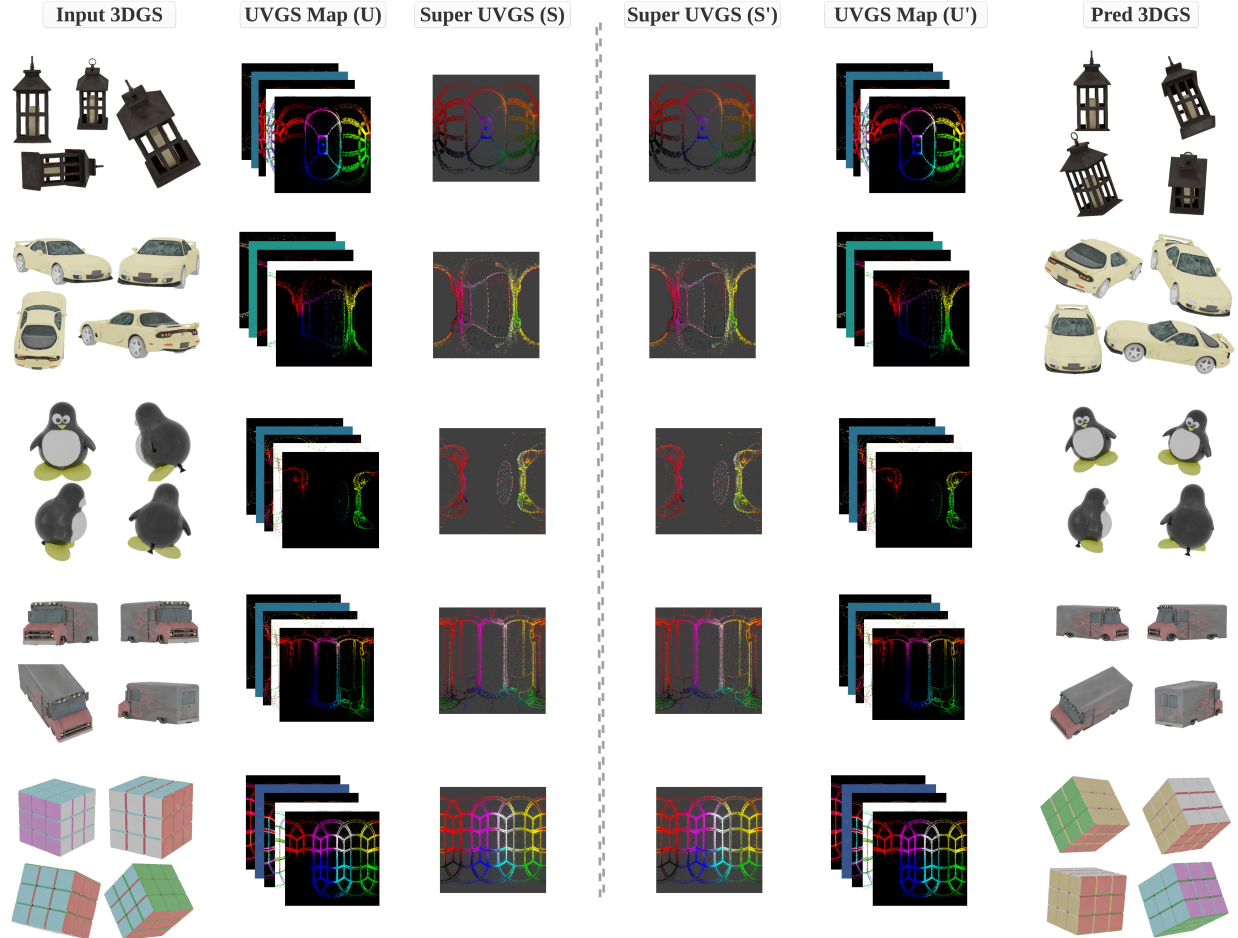 Input 3DGS
UVGS Map (U)
Super UVGS (S)
Super UVGS (S')
UVGS Map (U')
Pred 3DGS